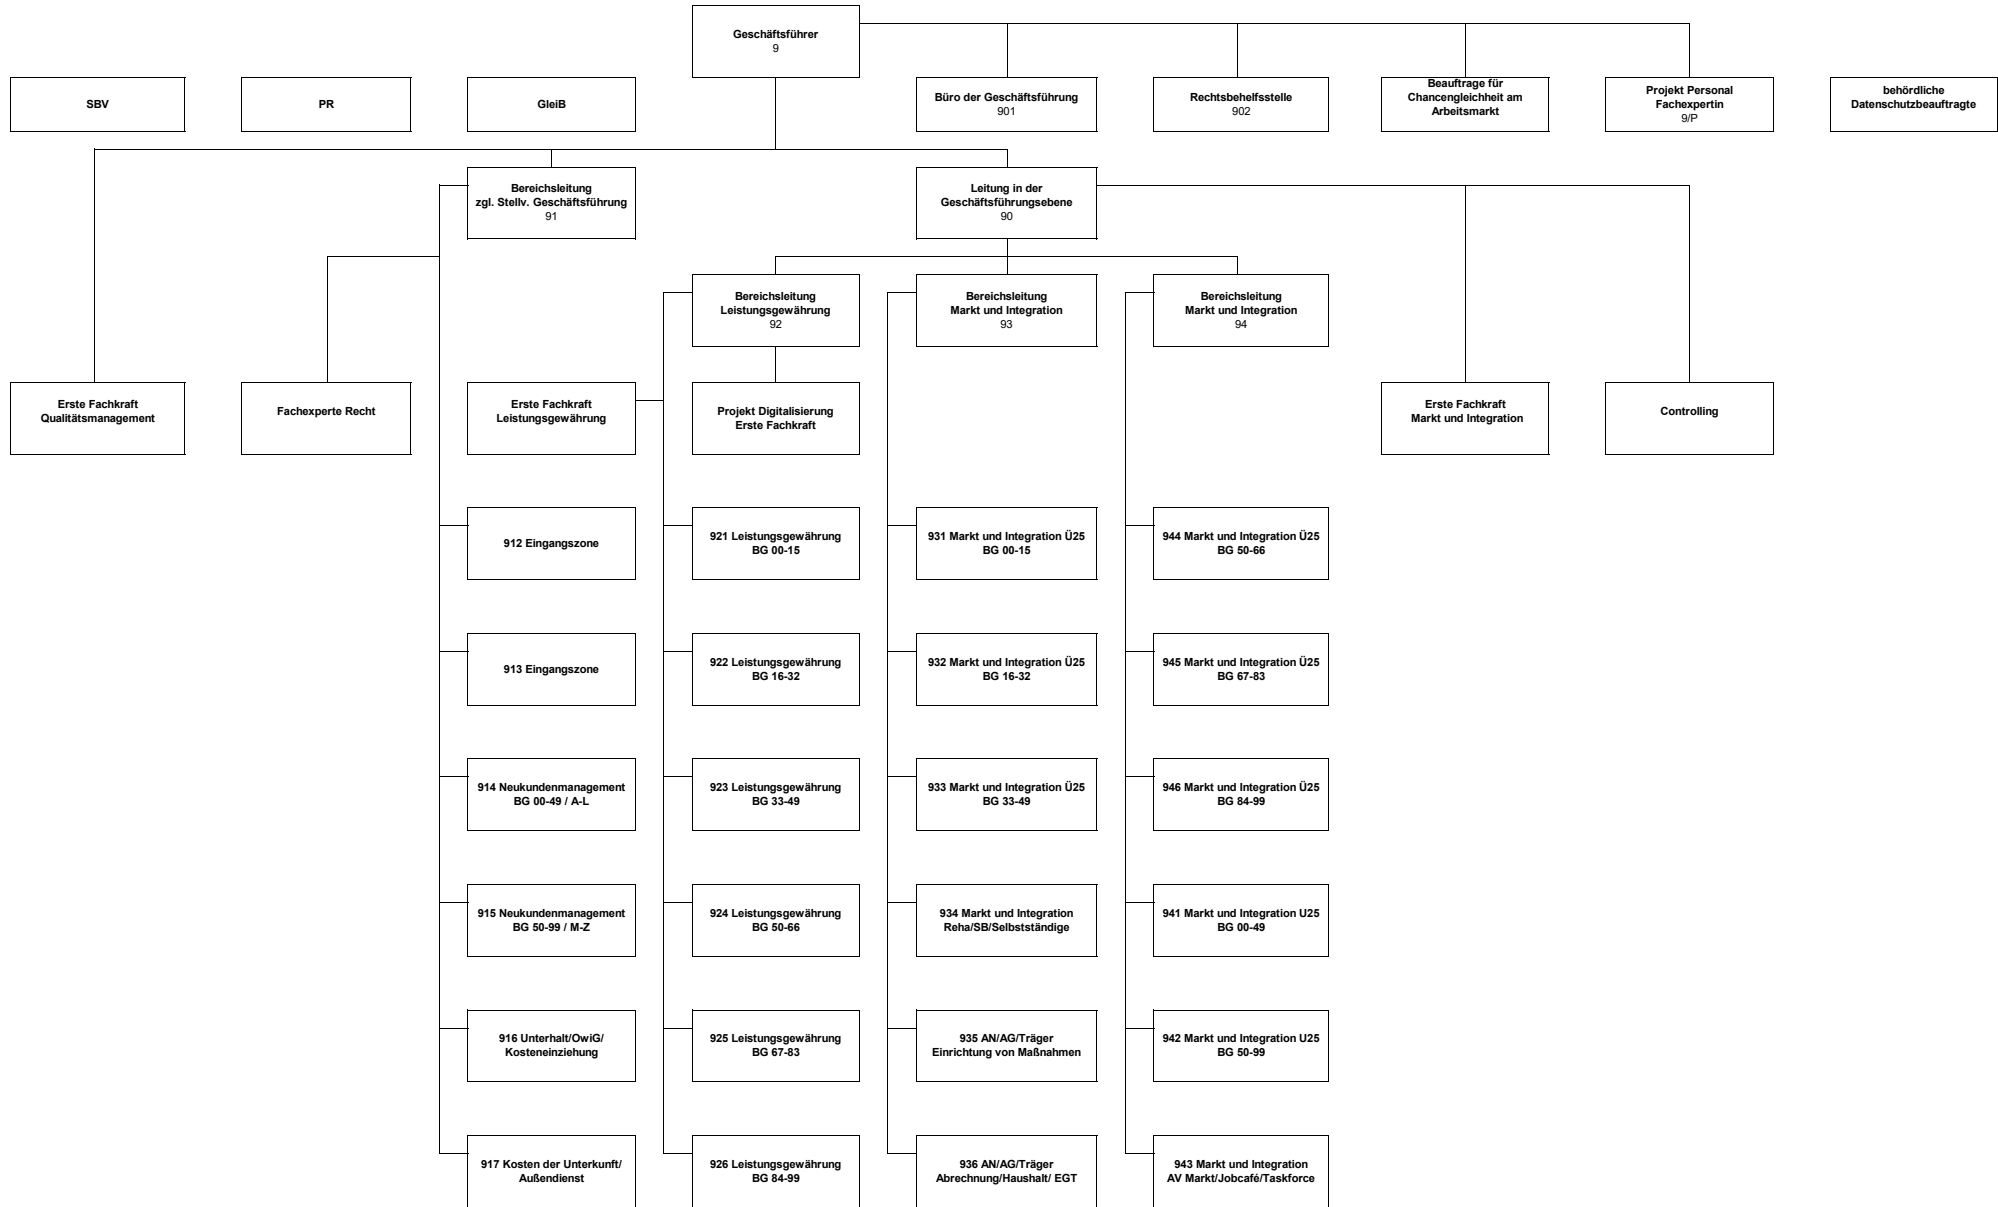 Geschäftsführer
9
SBV
PR
GleiB
Büro der Geschäftsführung
901
Rechtsbehelfsstelle
902
Beauftrage für
Chancengleichheit am
Arbeitsmarkt
Projekt Personal
Fachexpertin
9/P
behördliche
Datenschutzbeauftragte
Bereichsleitung
zgl. Stellv. Geschäftsführung
91
Leitung in der
Geschäftsführungsebene
90
Bereichsleitung
Leistungsgewährung
92
Bereichsleitung
Markt und Integration
93
Bereichsleitung
Markt und Integration
94
Erste Fachkraft
Qualitätsmanagement
Fachexperte Recht
Erste Fachkraft
Leistungsgewährung
Projekt Digitalisierung
Erste Fachkraft
Erste Fachkraft
Markt und Integration
Controlling
912 Eingangszone
921 Leistungsgewährung
BG 00-15
931 Markt und Integration Ü25
BG 00-15
944 Markt und Integration Ü25
BG 50-66
913 Eingangszone
922 Leistungsgewährung
BG 16-32
932 Markt und Integration Ü25
BG 16-32
945 Markt und Integration Ü25
BG 67-83
914 Neukundenmanagement
BG 00-49 / A-L
923 Leistungsgewährung
BG 33-49
933 Markt und Integration Ü25
BG 33-49
946 Markt und Integration Ü25
BG 84-99
915 Neukundenmanagement
BG 50-99 / M-Z
924 Leistungsgewährung
BG 50-66
934 Markt und Integration
Reha/SB/Selbstständige
941 Markt und Integration U25
BG 00-49
916 Unterhalt/OwiG/
Kosteneinziehung
925 Leistungsgewährung
BG 67-83
935 AN/AG/Träger
Einrichtung von Maßnahmen
942 Markt und Integration U25
BG 50-99
917 Kosten der Unterkunft/
Außendienst
926 Leistungsgewährung
BG 84-99
936 AN/AG/Träger
Abrechnung/Haushalt/ EGT
943 Markt und Integration
AV Markt/Jobcafé/Taskforce